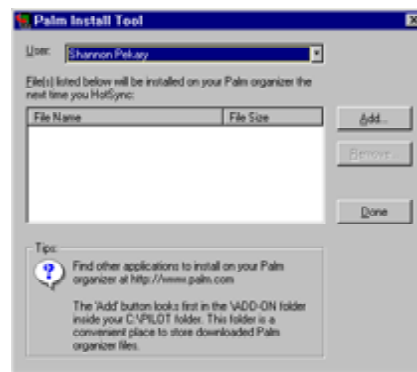 Palm Install Tool
User: Shannon Pekary
File(s) listed below will be installed on your Palm organizer the
next time you HotSync:
File Name File Size
Add...
Remove...
Done
Tips:
Find other applications to install on your Palm
organizer at http://www.palm.com
The 'Add' button looks first in the \ADD-ON folder
inside your C:\PILOT folder. This folder is a
convenient place to store downloaded Palm
organizer files.